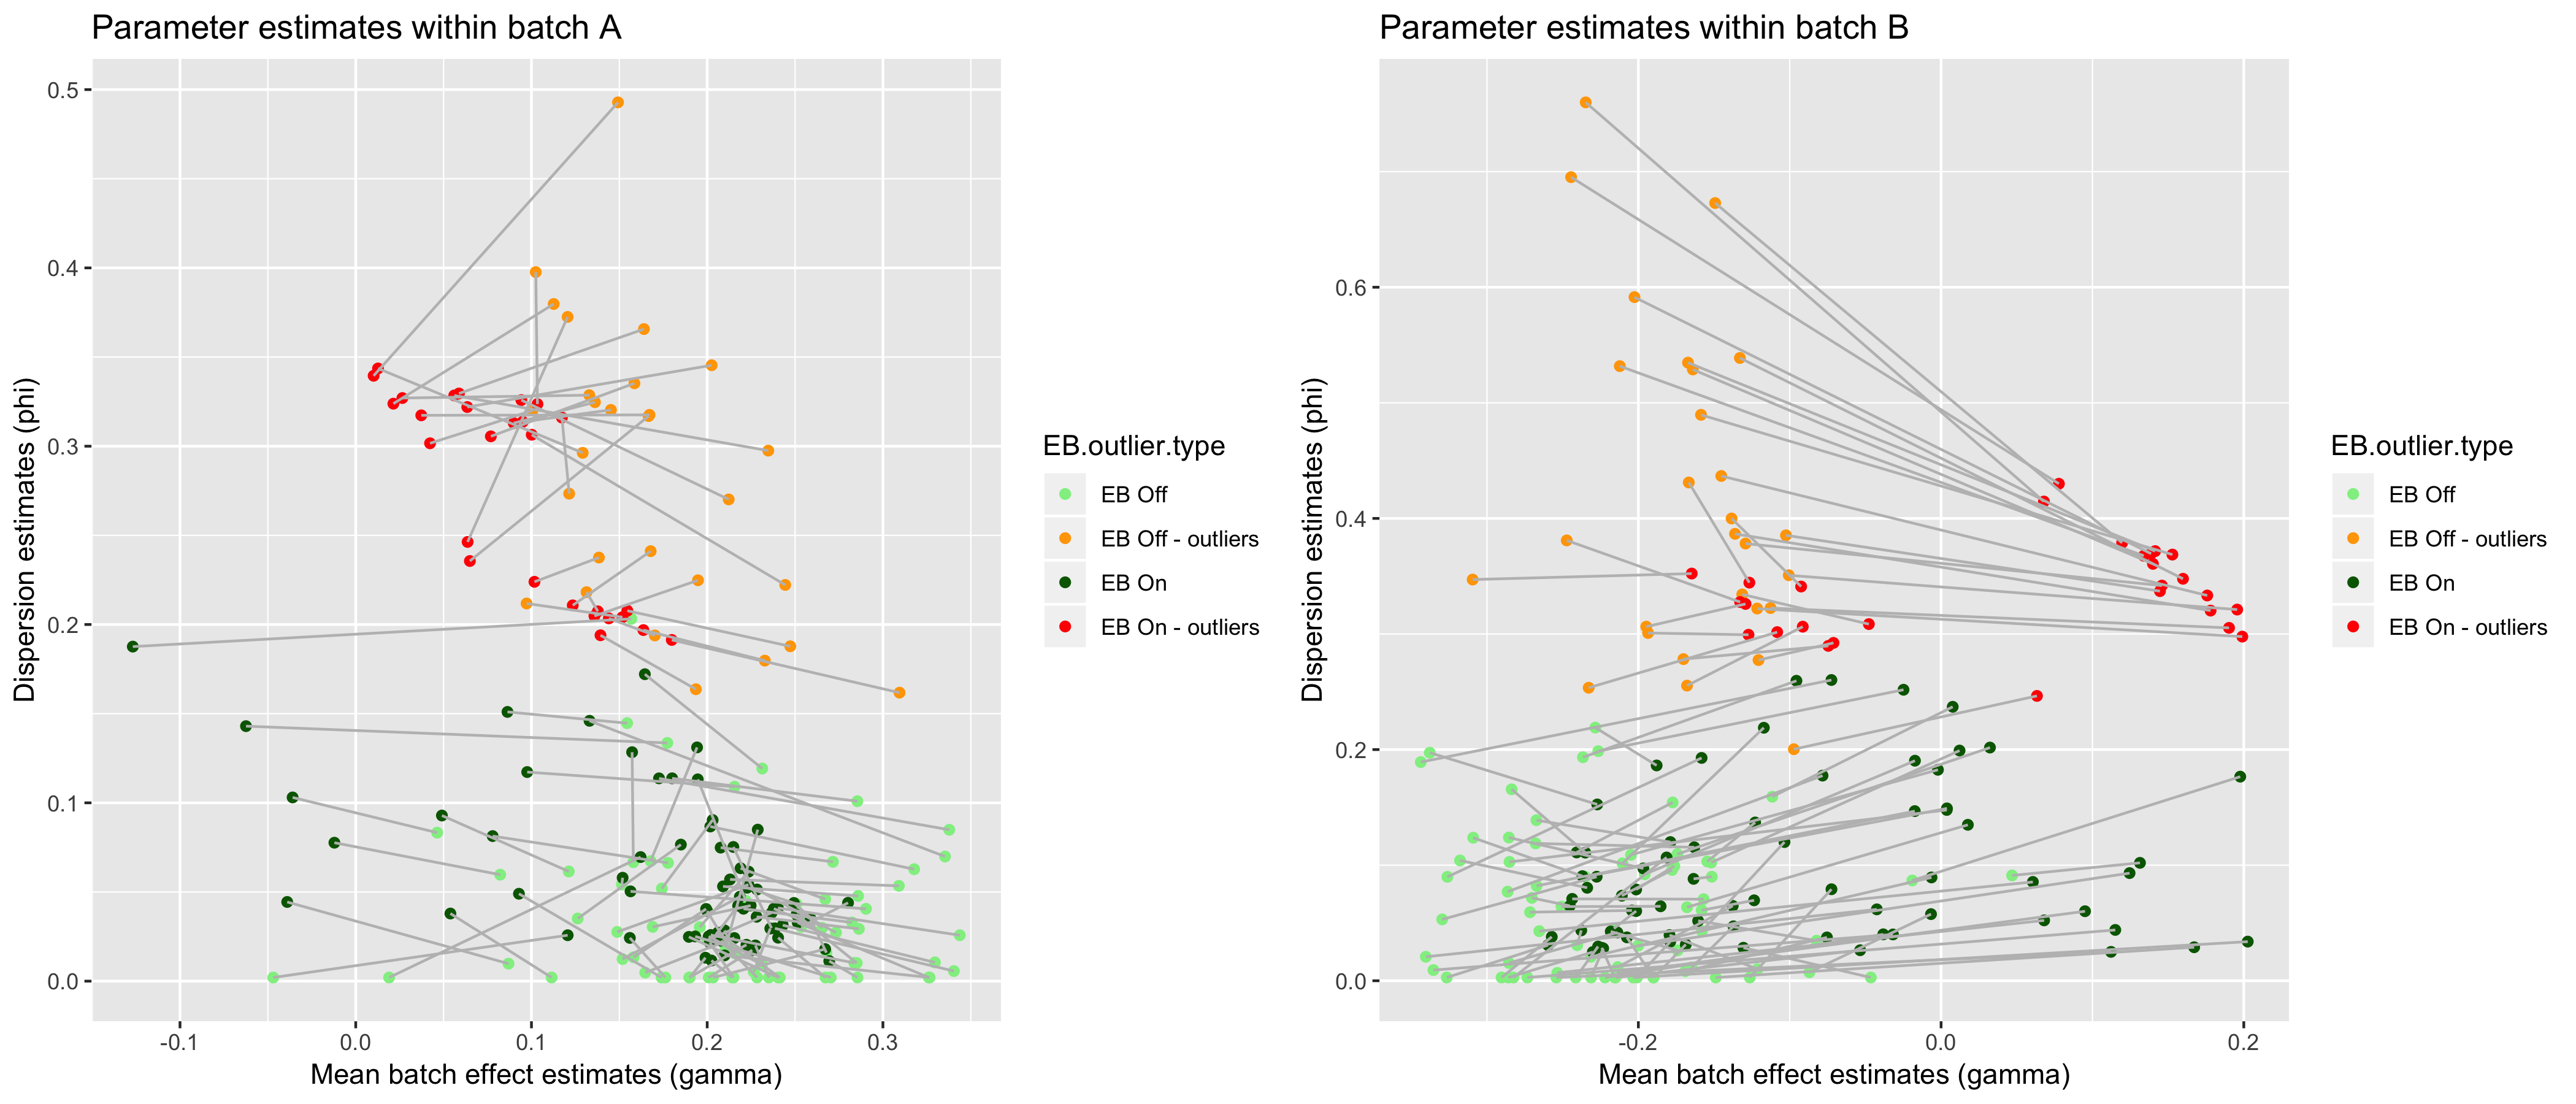 Parameter estimates within batch A
Dispersion estimates (phi)
0.5
0.4
0.3
0.2
0.1
0.0
-0.1
0.0
0.1
0.2
0.3
Mean batch effect estimates (gamma)
EB.outlier.type
EB Off
EB Off - outliers
EB On
EB On - outliers
Parameter estimates within batch B
Dispersion estimates (phi)
0.6
0.4
0.2
0.0
-0.2
0.0
0.2
Mean batch effect estimates (gamma)
EB.outlier.type
EB Off
EB Off - outliers
EB On
EB On - outliers